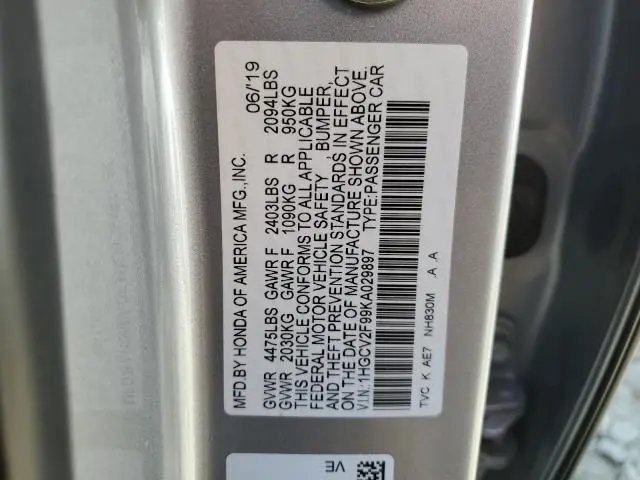 MFD.BY HONDA OF AMERICA MFG.,INC. 06/'19
GVWR 4475LBS GAWR F 2403LBS R 2094LBS
GVWR 2030KG GAWR F 1090KG R 950KG
THIS VEHICLE CONFORMS TO ALL APPLICABLE
FEDERAL MOTOR VEHICLE SAFETY , BUMPER,
AND THEFT PREVENTION STANDARDS IN EFFECT
ON THE DATE OF MANUFACTURE SHOWN ABOVE.
V.I.N.:1HGCV2F99KA029897 TYPE:PASSENGER CAR
TVC K AE7 NH830M .A .A
VE